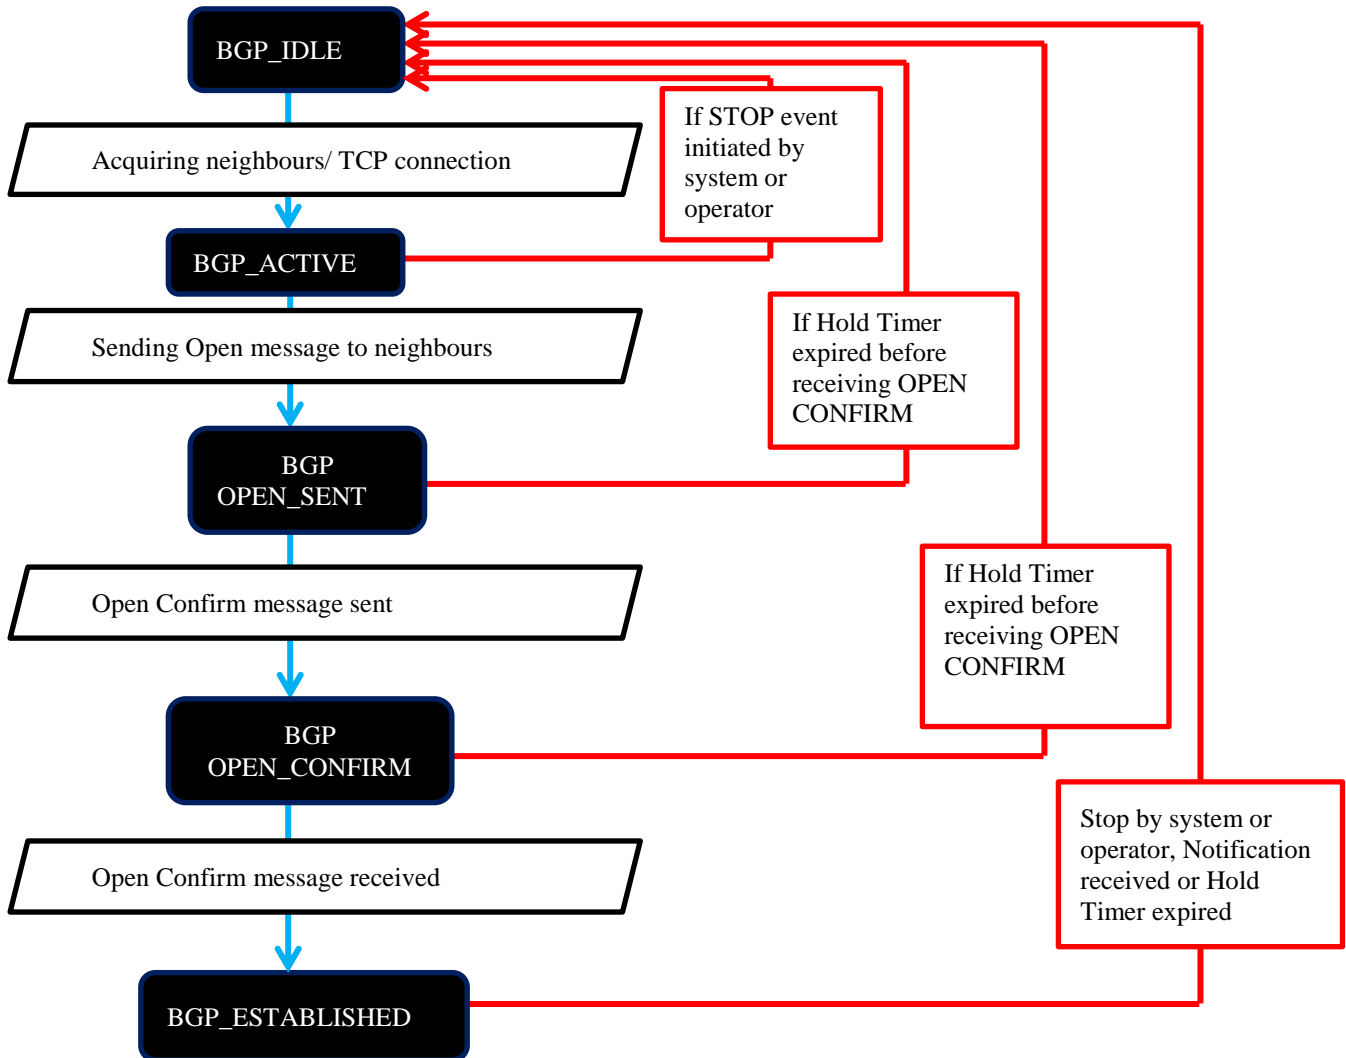 BGP_IDLE
If STOP event
initiated by
system or
operator
Acquiring neighbours/ TCP connection
BGP_ACTIVE
Sending Open message to neighbours
If Hold Timer
expired before
receiving OPEN
CONFIRM
BGP
OPEN_SENT
If Hold Timer
expired before
receiving OPEN
CONFIRM
Open Confirm message sent
BGP
OPEN_CONFIRM
Stop by system or
operator, Notification
received or Hold
Timer expired
Open Confirm message received
BGP_ESTABLISHED